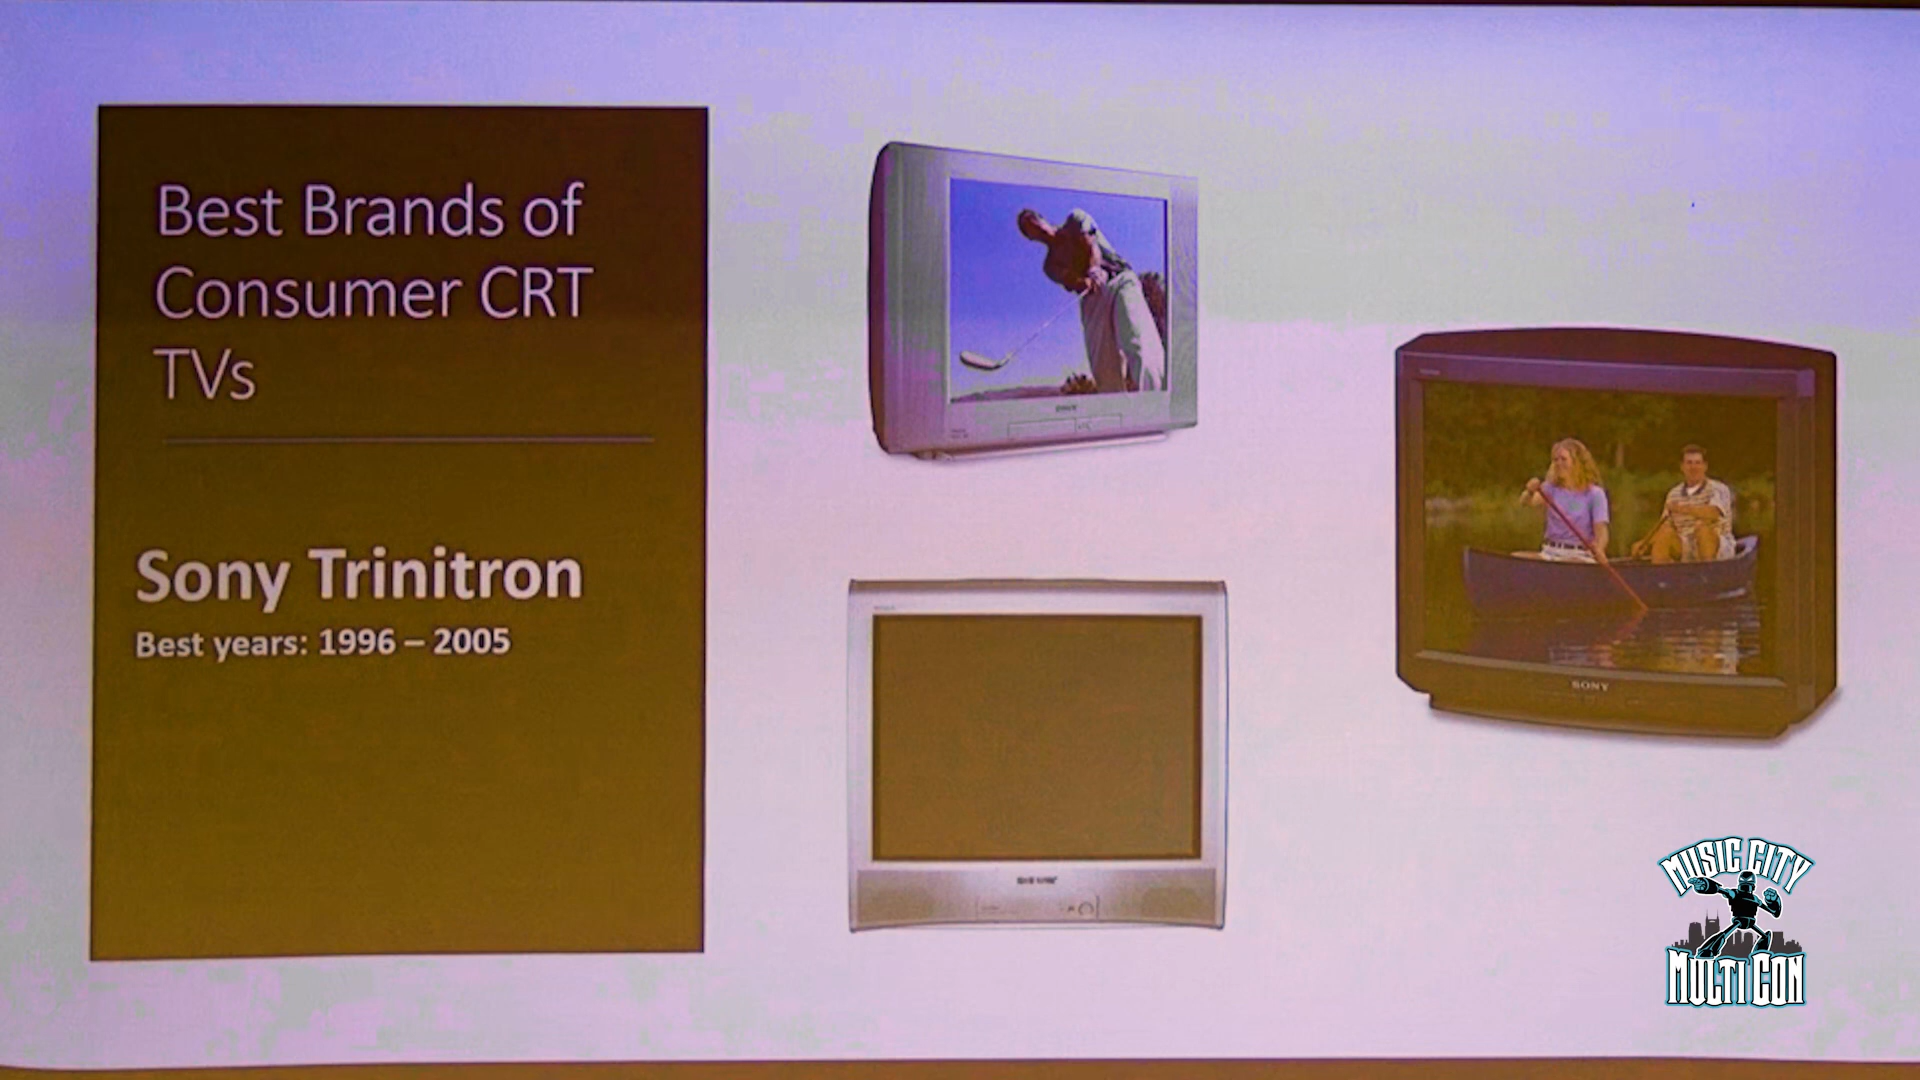 Best Brands of
Consumer CRT
TVs
Sony Trinitron
Best years: 1996 – 2005
SONY
MUSIC CITY
MULTI CON